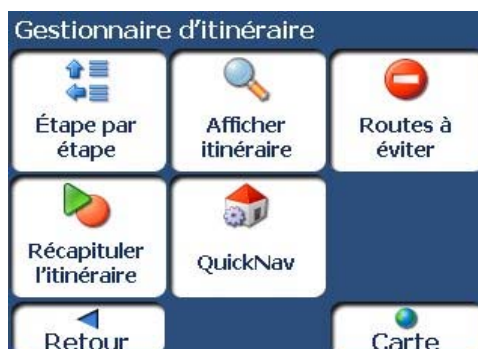 Gestionnaire d'itinéraire
Étape par
étape
Afficher
itinéraire
Routes à
éviter
Récapituler
l'itinéraire
QuickNav
Retour
Carte